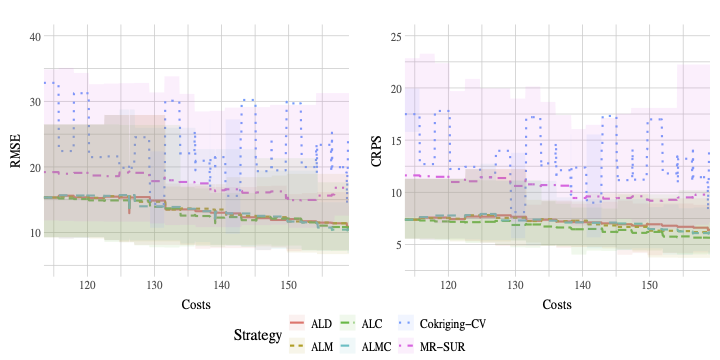 40
30
20
10
RMSE
120
130
140
150
Costs
25
20
15
10
5
CRPS
120
130
140
150
Costs
Strategy
ALD
ALC
Cokriging−CV
ALM
ALMC
MR−SUR